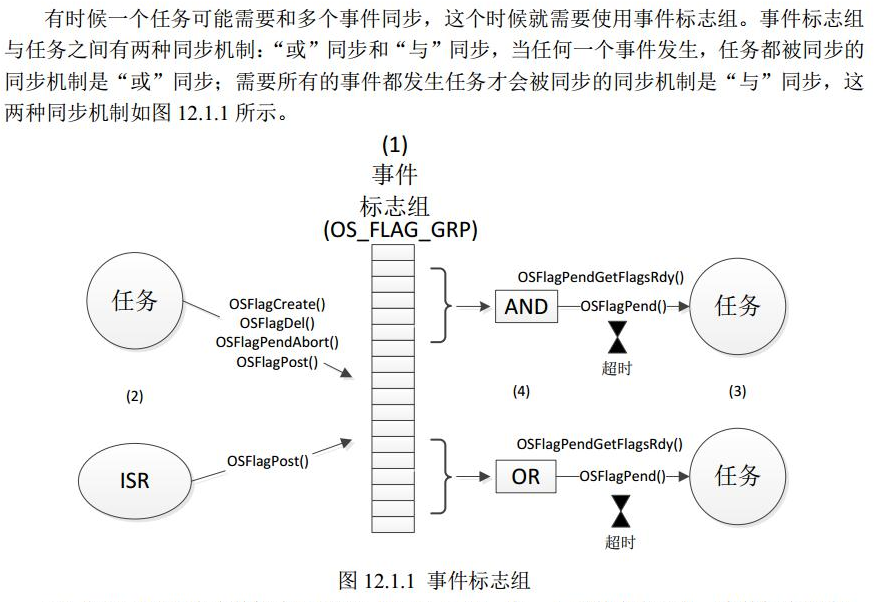 有时候一个任务可能需要和多个事件同步，这个时候就需要使用事件标志组。事件标志组
与任务之间有两种同步机制：“或”同步和“与”同步，当任何一个事件发生，任务都被同步的
同步机制是“或”同步；需要所有的事件都发生任务才会被同步的同步机制是“与”同步，这
两种同步机制如图 12.1.1 所示。
(1)
事件
标志组
(OS_FLAG_GRP)
任务
OSFlagCreate()
OSFlagDel()
OSFlagPendAbort()
OSFlagPost()
(2)
ISR
OSFlagPost()
OSFlagPendGetFlagsRdy()
AND
OSFlagPend()
任务
超时
(4)
(3)
OSFlagPendGetFlagsRdy()
OR
OSFlagPend()
任务
超时
图 12.1.1 事件标志组